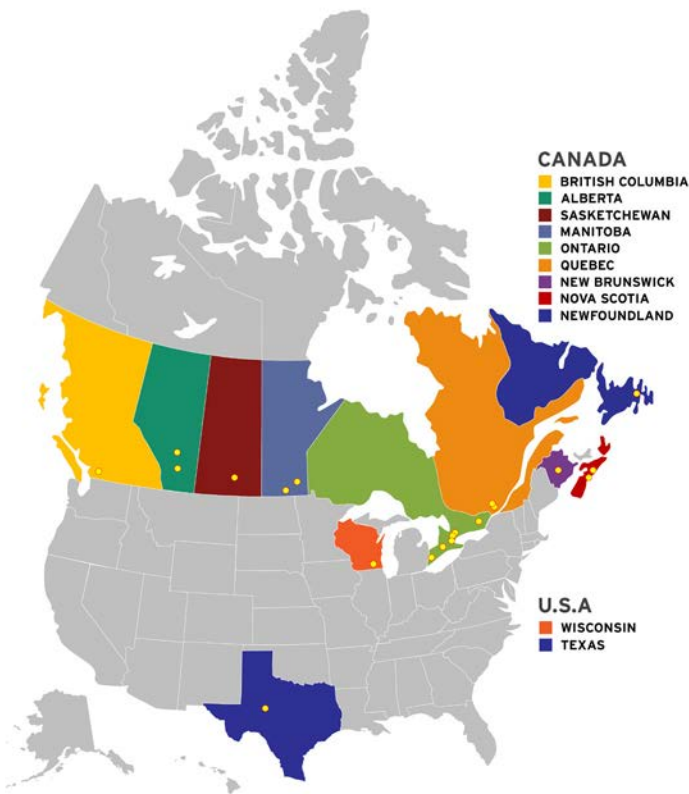 CANADA
BRITISH COLUMBIA
ALBERTA
SASKETCHEWAN
MANITOBA
ONTARIO
QUEBEC
NEW BRUNSWICK
NOVA SCOTIA
NEWFOUNDLAND
U.S.A
WISCONSIN
TEXAS